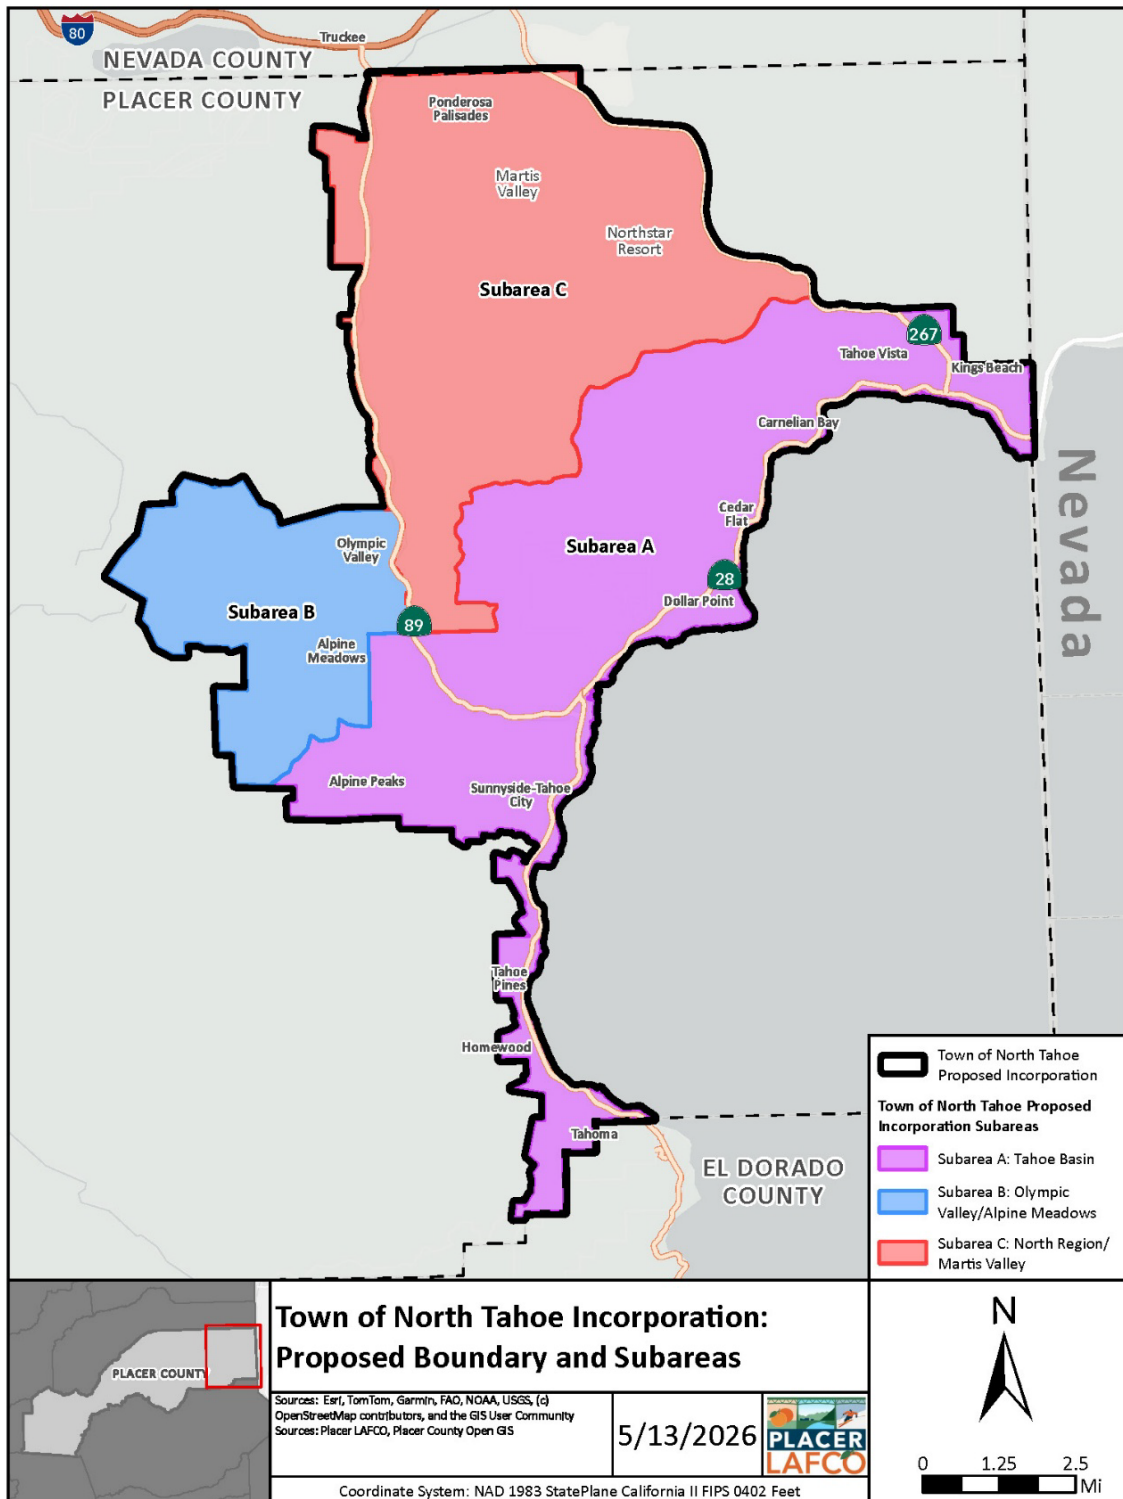 80
Truckee
NEVADA COUNTY
PLACER COUNTY
Ponderosa
Palisades
Martis
Valley
Northstar
Resort
Subarea C
267
Tahoe Vista
Kings Beach
Carnelian Bay
Nevada
Cedar
Flat
Olympic
Valley
Subarea A
28
Dollar Point
Subarea B
89
Alpine
Meadows
Alpine Peaks
Sunnyside-Tahoe
City
Tahoe
Pines
Homewood
Tahoma
EL DORADO
COUNTY
Town of North Tahoe
Proposed Incorporation
Town of North Tahoe Proposed
Incorporation Subareas
Subarea A: Tahoe Basin
Subarea B: Olympic
Valley/Alpine Meadows
Subarea C: North Region/
Martis Valley
PLACER COUNTY
Town of North Tahoe Incorporation:
Proposed Boundary and Subareas
Sources: Esri, TomTom, Garmin, FAO, NOAA, USGS, (c)
OpenStreetMap contributors, and the GIS User Community
Sources: Placer LAFCO, Placer County Open GIS
5/13/2026
PLACER
LAFCO
Coordinate System: NAD 1983 StatePlane California II FIPS 0402 Feet
N
0 1.25 2.5
Mi